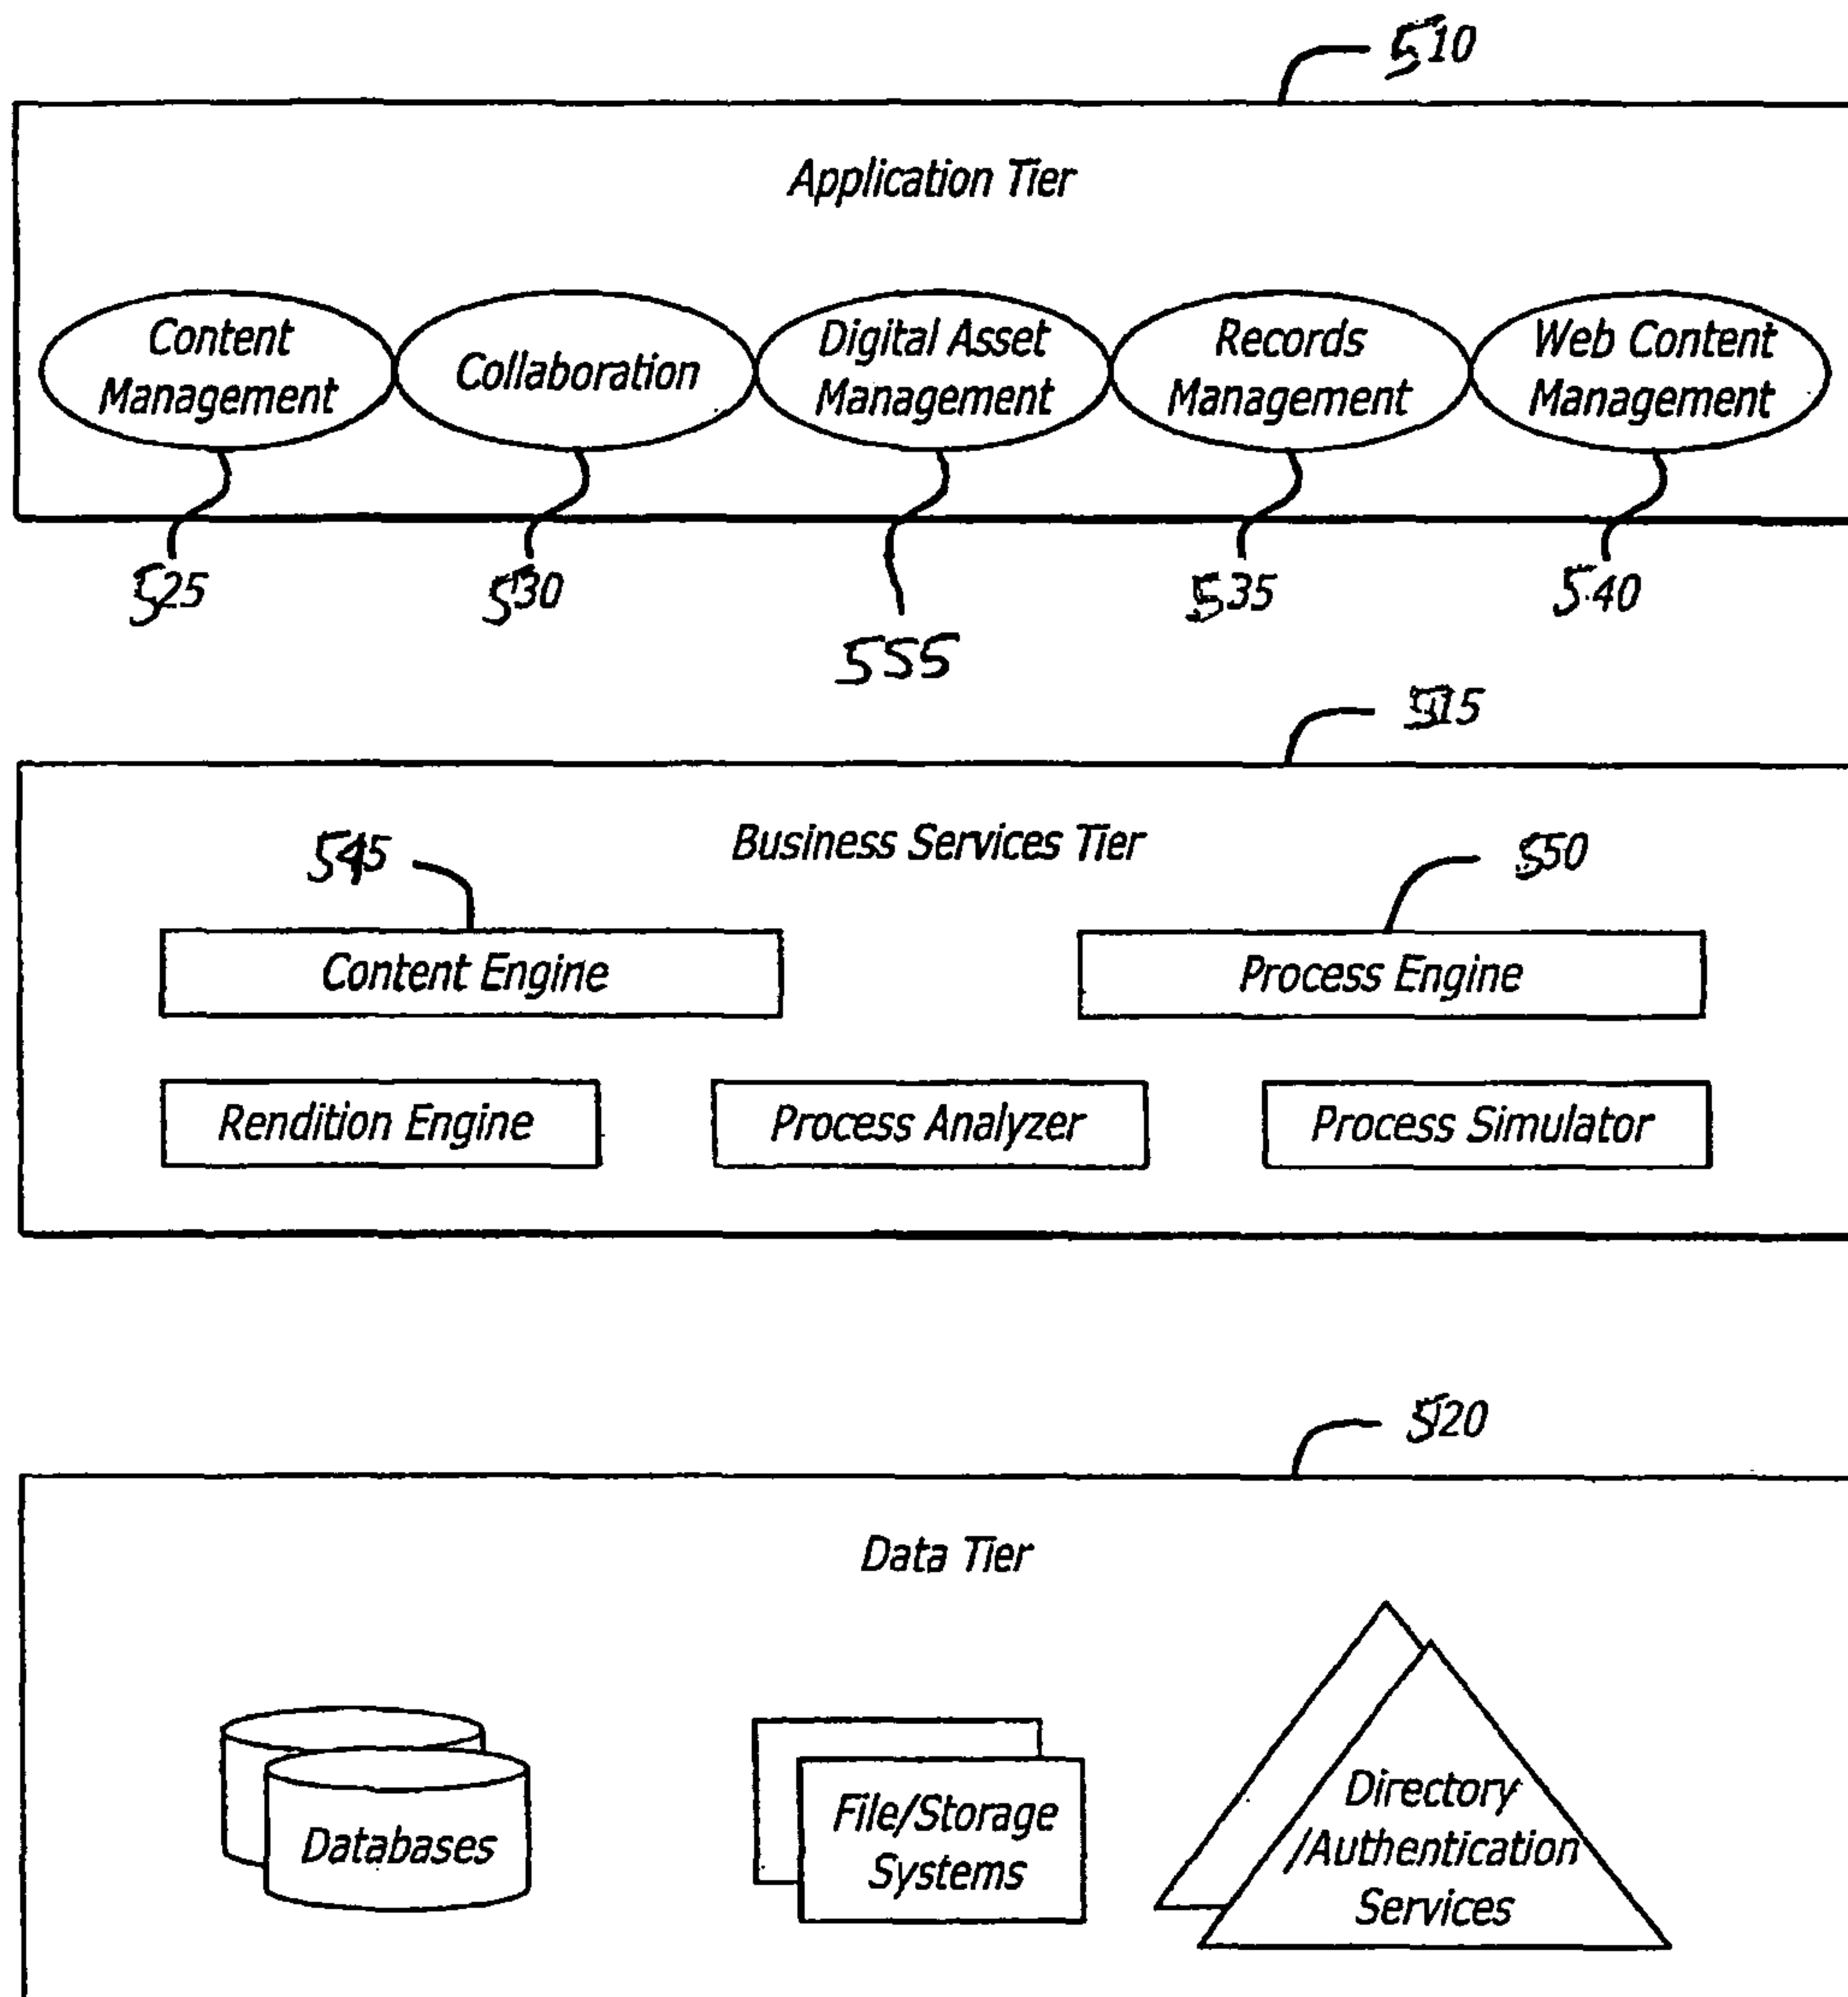 510
Application Tier
Content
Management
Collaboration
Digital Asset
Management
Records
Management
Web Content
Management
525
530
555
535
540
515
Business Services Tier
545
550
Content Engine
Process Engine
Rendition Engine
Process Analyzer
Process Simulator
520
Data Tier
Databases
File/Storage
Systems
Directory
/Authentication
Services